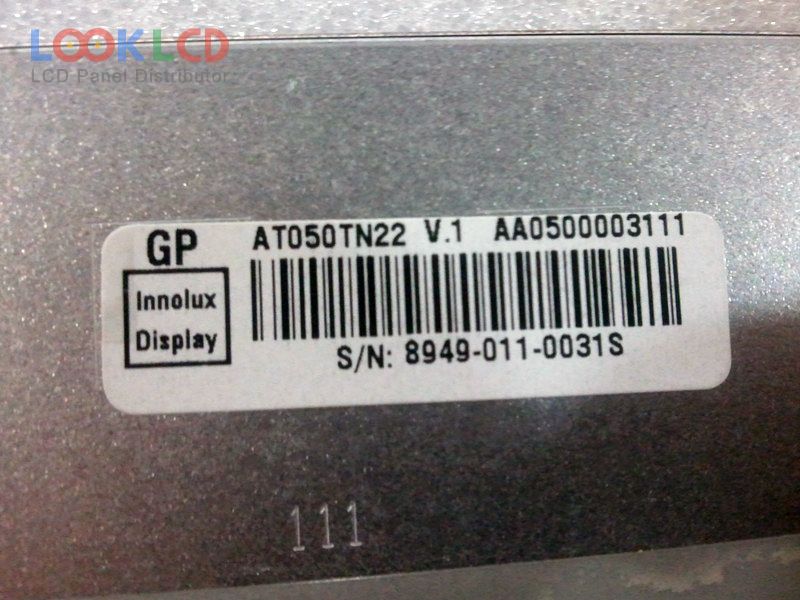 LOOKLCD
LCD Panel Distributor
GP AT050TN22 V.1 AA0500003111
Innolux
Display
S/N: 8949-011-0031S
111